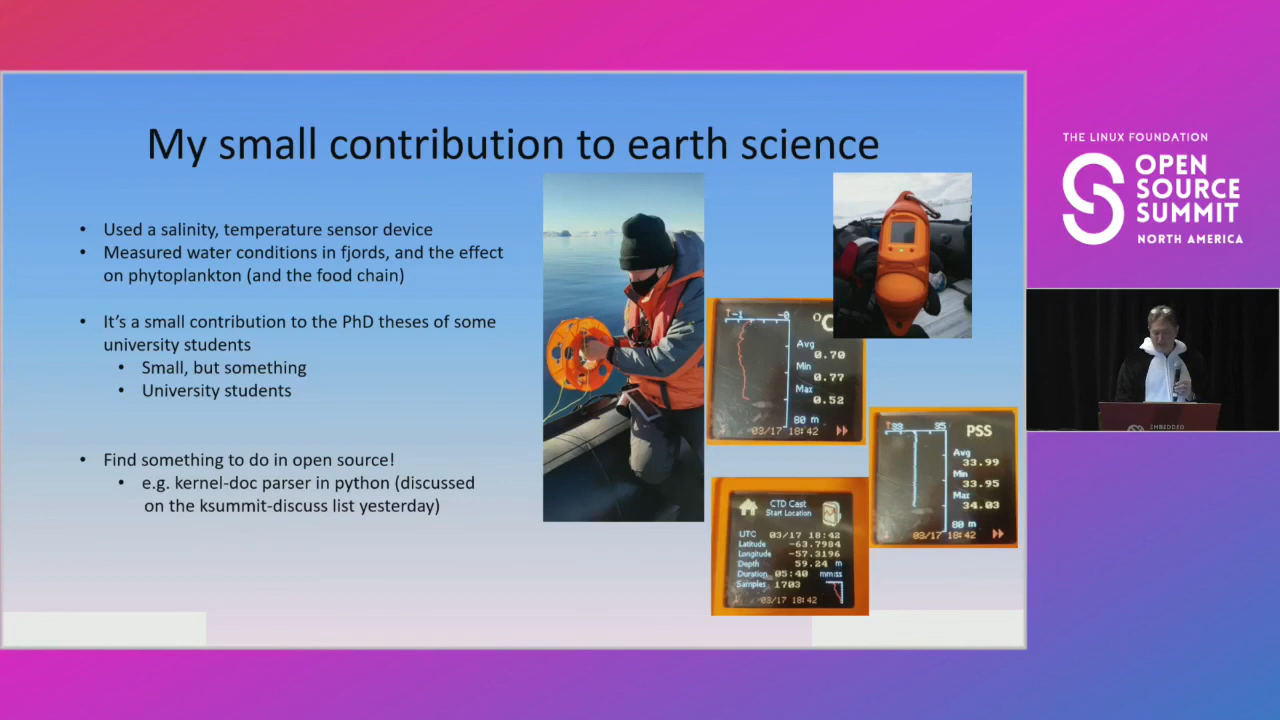 My small contribution to earth science
• Used a salinity, temperature sensor device
• Measured water conditions in fjords, and the effect
on phytoplankton (and the food chain)
• It's a small contribution to the PhD theses of some
university students
• Small, but something
• University students
• Find something to do in open source!
• e.g. kernel-doc parser in python (discussed
on the ksummit-discuss list yesterday)
°C
Avg
0.70
Min
0.77
Max
0.52
80 m
03/17 18:42
33 35
PSS
Avg
33.99
Min
33.95
Max
34.03
80 m
03/17 18:42
CTD Cast
Start Location
UTC 03/17 18:42
Latitude -63.7984
Longitude -57.3196
Depth 59.24 m
Duration 05:40 mm:ss
Samples 1703
03/17 18:42
THE LINUX FOUNDATION
OPEN
SOURCE
SUMMIT
NORTH AMERICA
EMBEDDED